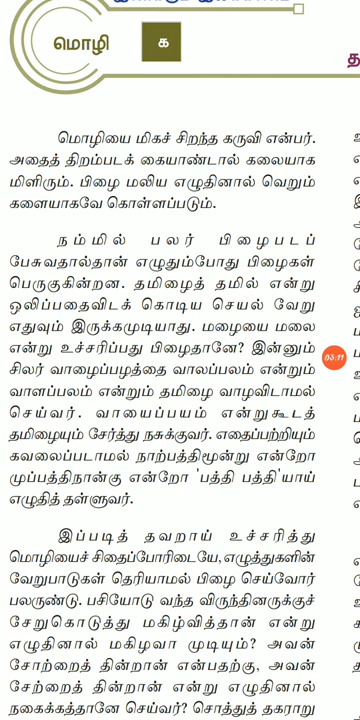 மொழி
க
மொழியை மிகச் சிறந்த கருவி என்பர்.
அதைத் திறம்படக் கையாண்டால் கலையாக
மிளிரும். பிழை மலிய எழுதினால் வெறும்
களையாகவே கொள்ளப்படும்.
நம்மில் பலர் பிழைபடப்
பேசுவதால்தான் எழுதும்போது பிழைகள்
பெருகுகின்றன. தமிழைத் தமில் என்று
ஒலிப்பதைவிடக் கொடிய செயல் வேறு
எதுவும் இருக்கமுடியாது. மழையை மலை
என்று உச்சரிப்பது பிழைதானே? இன்னும்
சிலர் வாழைப்பழத்தை வாலப்பலம் என்றும்
வாளப்பலம் என்றும் தமிழை வாழவிடாமல்
செய்வர். வாயைப்பயம் என்றுகூடத்
தமிழையும் சேர்த்து நசுக்குவர். எதைப்பற்றியும்
கவலைப்படாமல் நாற்பத்திமூன்று என்றோ
முப்பத்திநான்கு என்றோ 'பத்தி பத்தி'யாய்
எழுதித் தள்ளுவர்.
இப்படித் தவறாய் உச்சரித்து
மொழியைச் சிதைப்போரிடையே, எழுத்துகளின்
வேறுபாடுகள் தெரியாமல் பிழை செய்வோர்
பலருண்டு. பசியோடு வந்த விருந்தினருக்குச்
சேறுகொடுத்து மகிழ்வித்தான் என்று
எழுதினால் மகிழவா முடியும்? அவன்
சோற்றைத் தின்றான் என்பதற்கு, அவன்
சேற்றைத் தின்றான் என்று எழுதினால்
நகைக்கத்தானே செய்வர்? சொத்துத் தகராறு
03:11